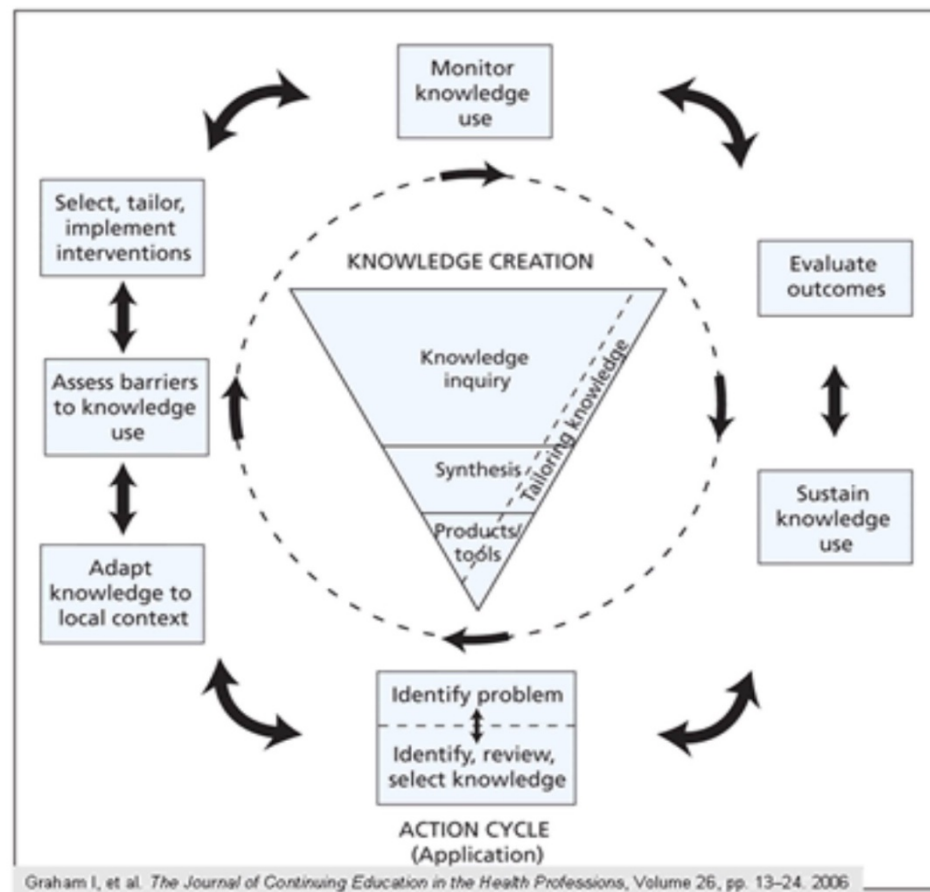 Monitor
knowledge
use
Select, tailor,
implement
interventions
KNOWLEDGE CREATION
Evaluate
outcomes
Knowledge
inquiry
Tailoring knowledge
Assess barriers
to knowledge
use
Synthesis
Sustain
knowledge
use
Products/
tools
Adapt
knowledge to
local context
Identify problem
Identify, review,
select knowledge
ACTION CYCLE
(Application)
Graham I, et al. The Journal of Continuing Education in the Health Professions, Volume 26, pp. 13–24. 2006